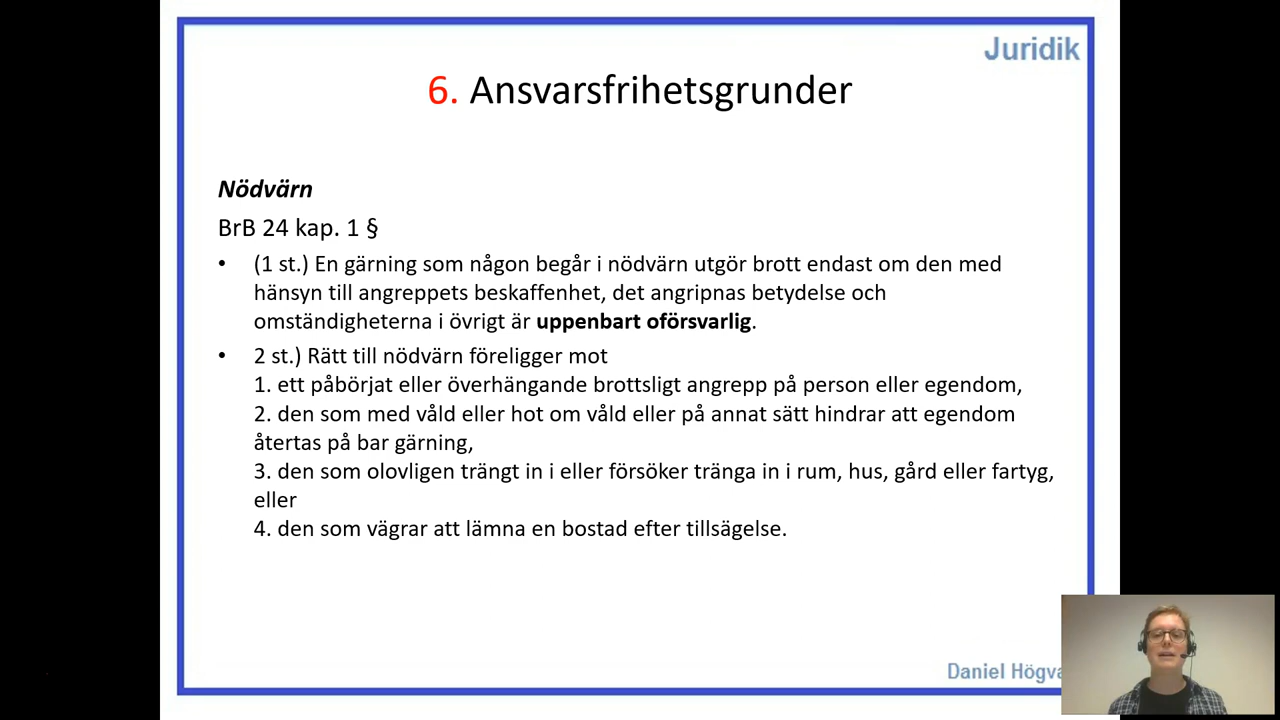 Juridik
6. Ansvarsfrihetsgrunder
Nödvärn
BrB 24 kap. 1 §
• (1 st.) En gärning som någon begår i nödvärn utgör brott endast om den med
hänsyn till angreppets beskaffenhet, det angripnas betydelse och
omständigheterna i övrigt är uppenbart oförsvarlig.
• 2 st.) Rätt till nödvärn föreligger mot
1. ett påbörjat eller överhängande brottsligt angrepp på person eller egendom,
2. den som med våld eller hot om våld eller på annat sätt hindrar att egendom
återtas på bar gärning,
3. den som olovligen trängt in i eller försöker tränga in i rum, hus, gård eller fartyg,
eller
4. den som vägrar att lämna en bostad efter tillsägelse.
Daniel